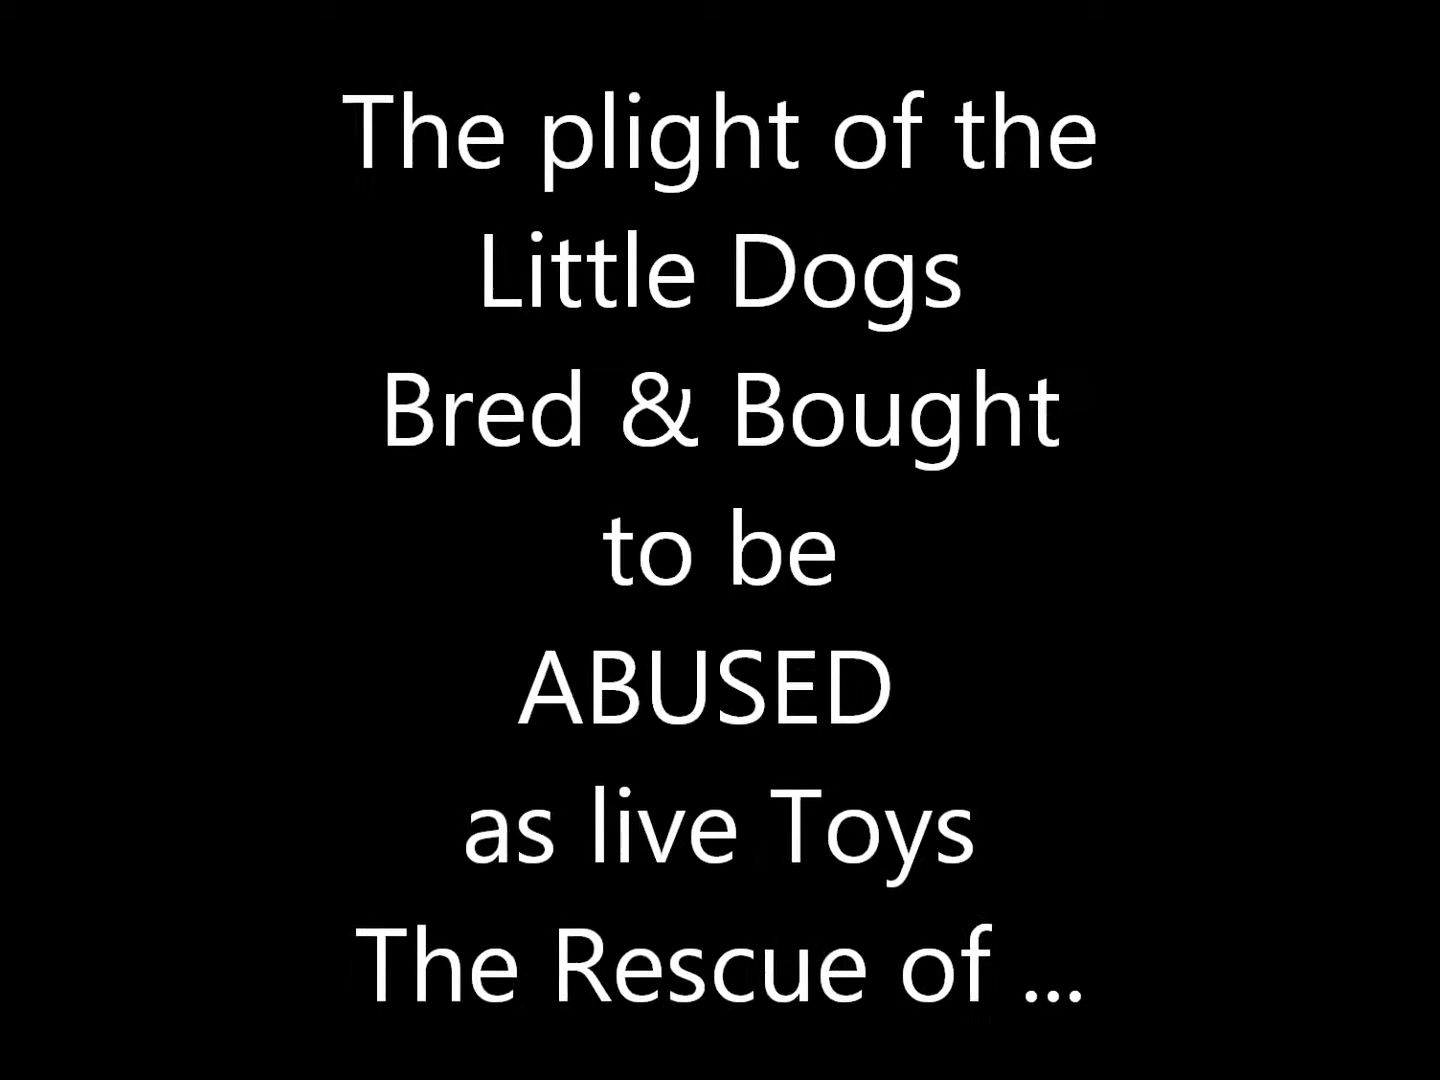 The plight of the
Little Dogs
Bred & Bought
to be
ABUSED
as live Toys
The Rescue of ...